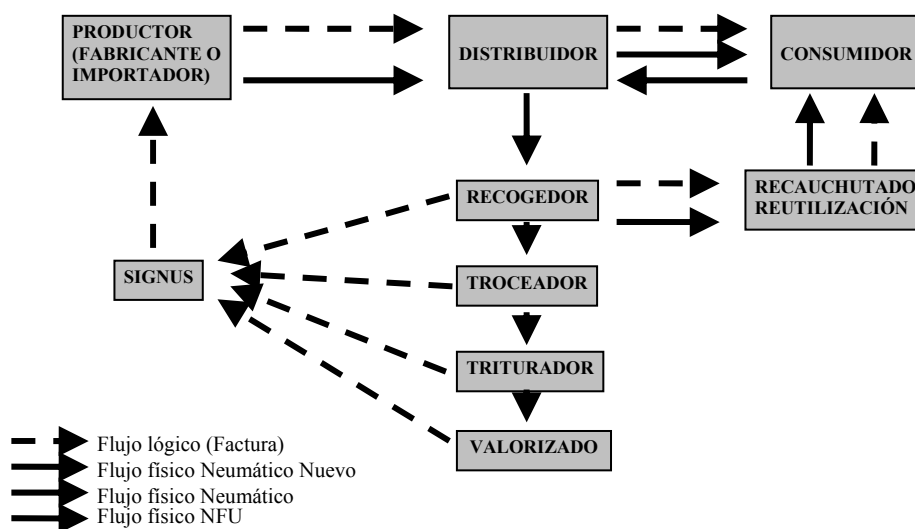 PRODUCTOR
(FABRICANTE O
IMPORTADOR)
DISTRIBUIDOR
CONSUMIDOR
RECOGEDOR
RECAUCHUTADO
REUTILIZACIÓN
SIGNUS
TROCEADOR
TRITURADOR
VALORIZADO
Flujo lógico (Factura)
Flujo físico Neumático Nuevo
Flujo físico Neumático
Flujo físico NFU